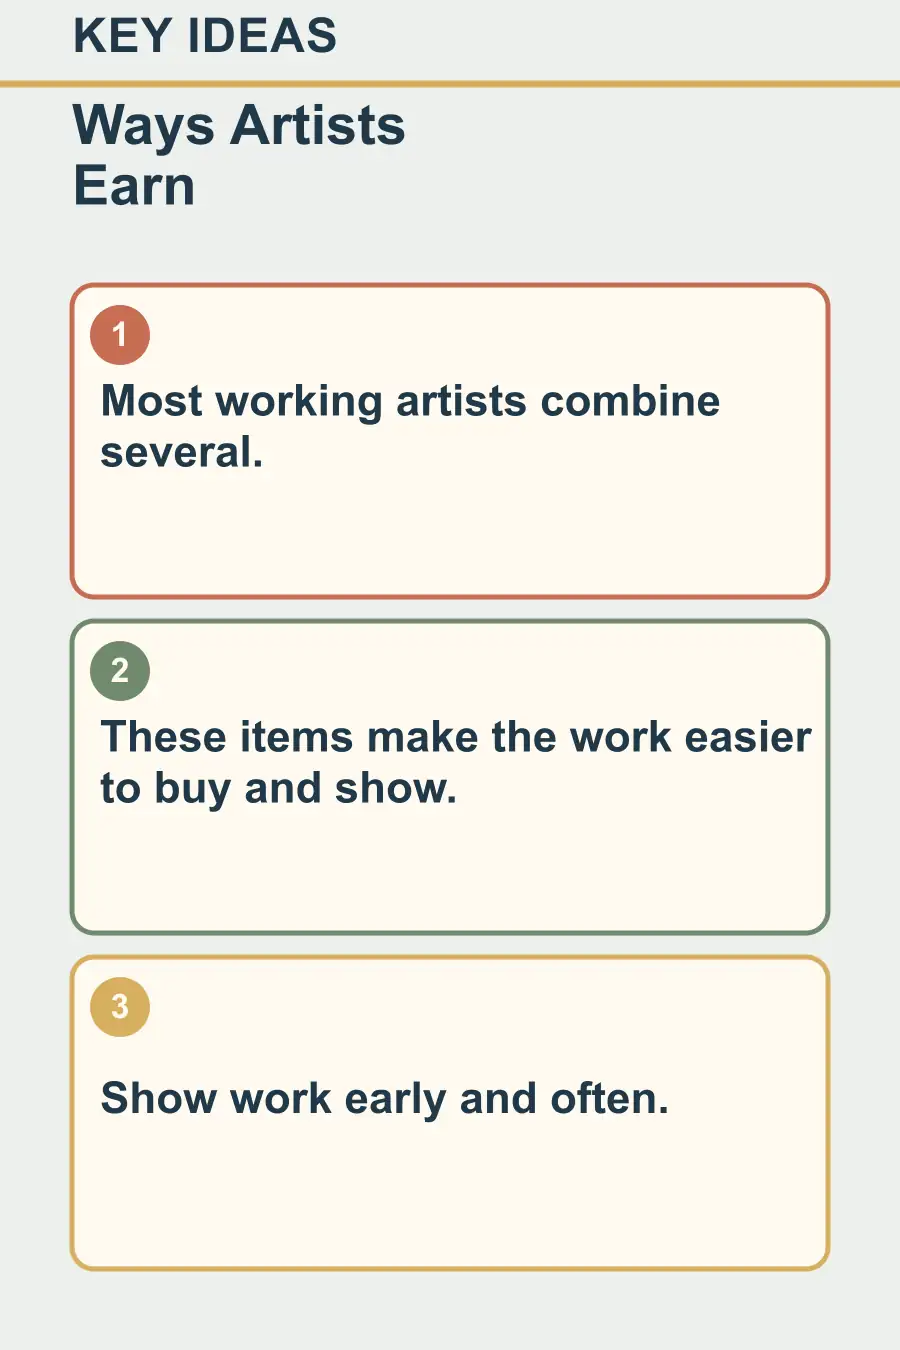 KEY IDEAS
Ways Artists
Earn
1
Most working artists combine
several.
2
These items make the work easier
to buy and show.
3
Show work early and often.